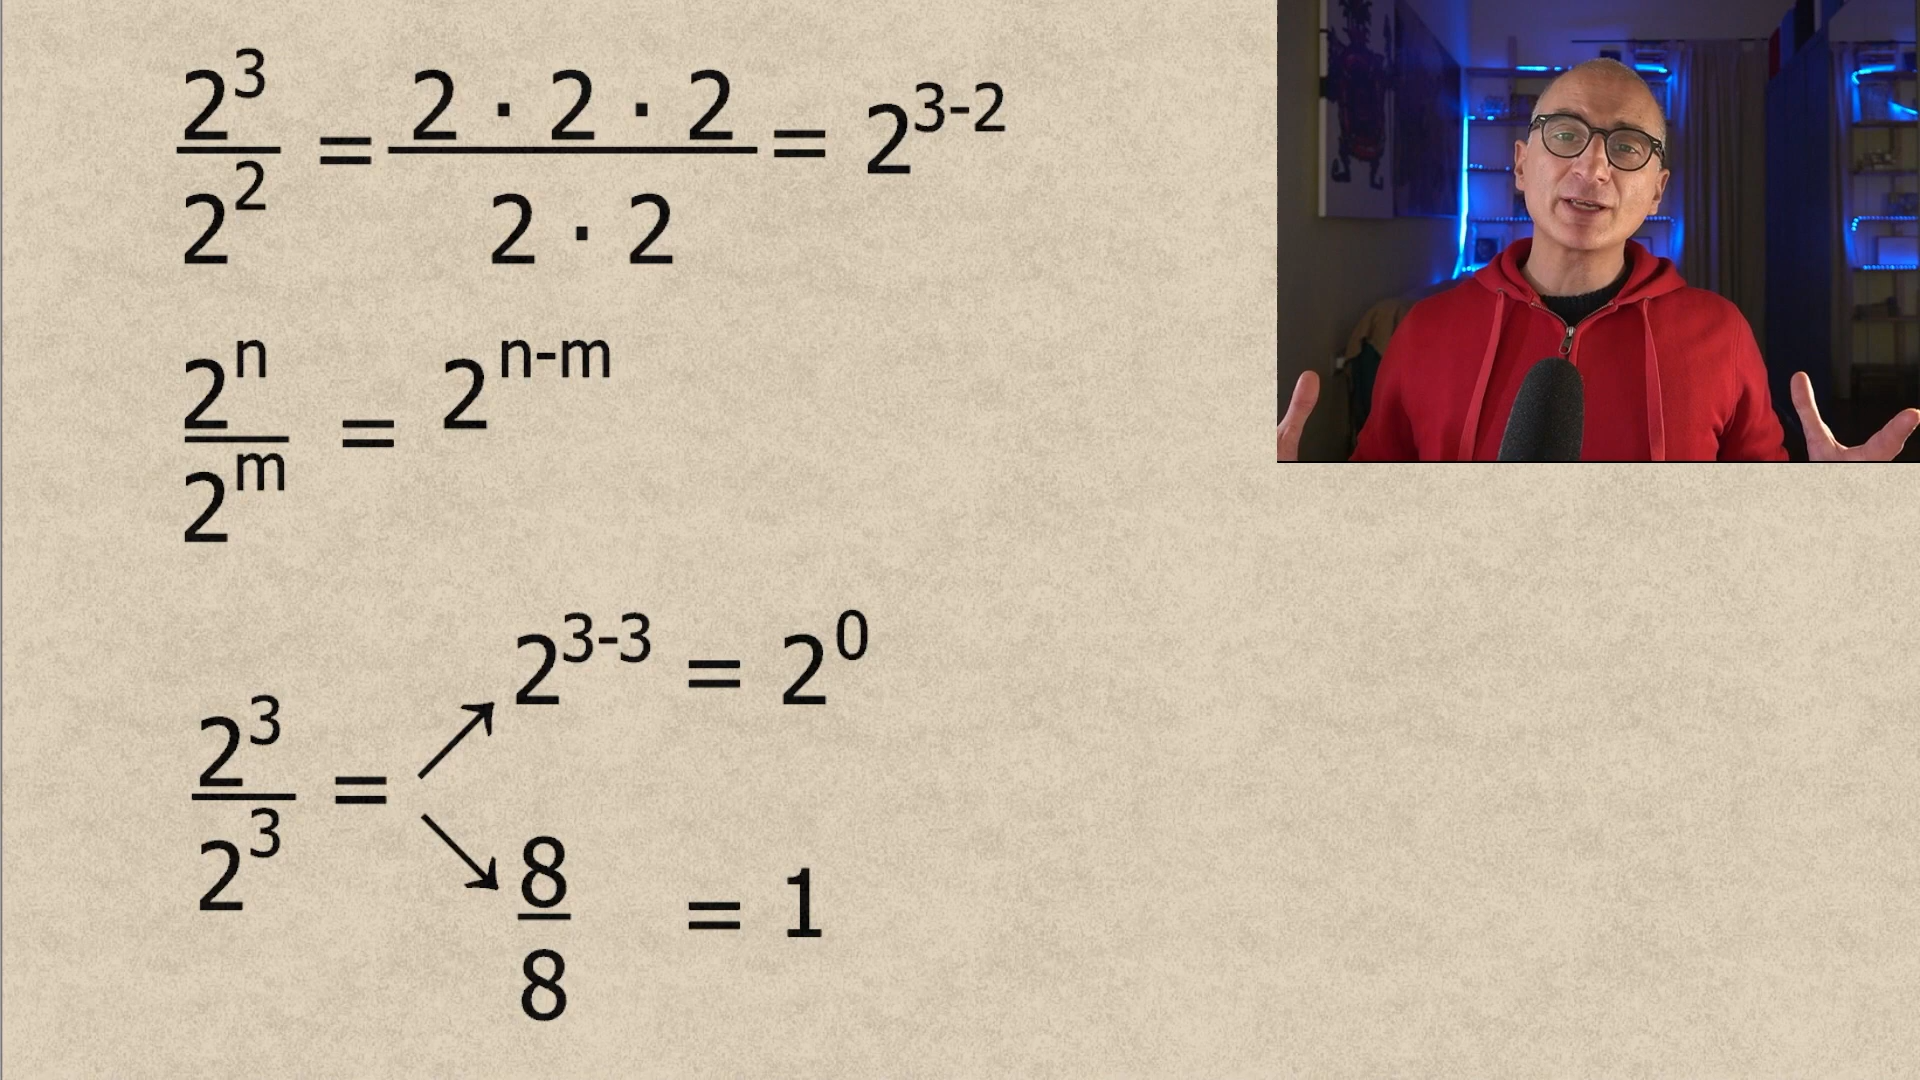 2³/2² = (2 · 2 · 2)/(2 · 2) = 2³⁻²
2ⁿ/2ᵐ = 2ⁿ⁻ᵐ
2³/2³ = ↗ 2³⁻³ = 2⁰
↘ 8/8 = 1